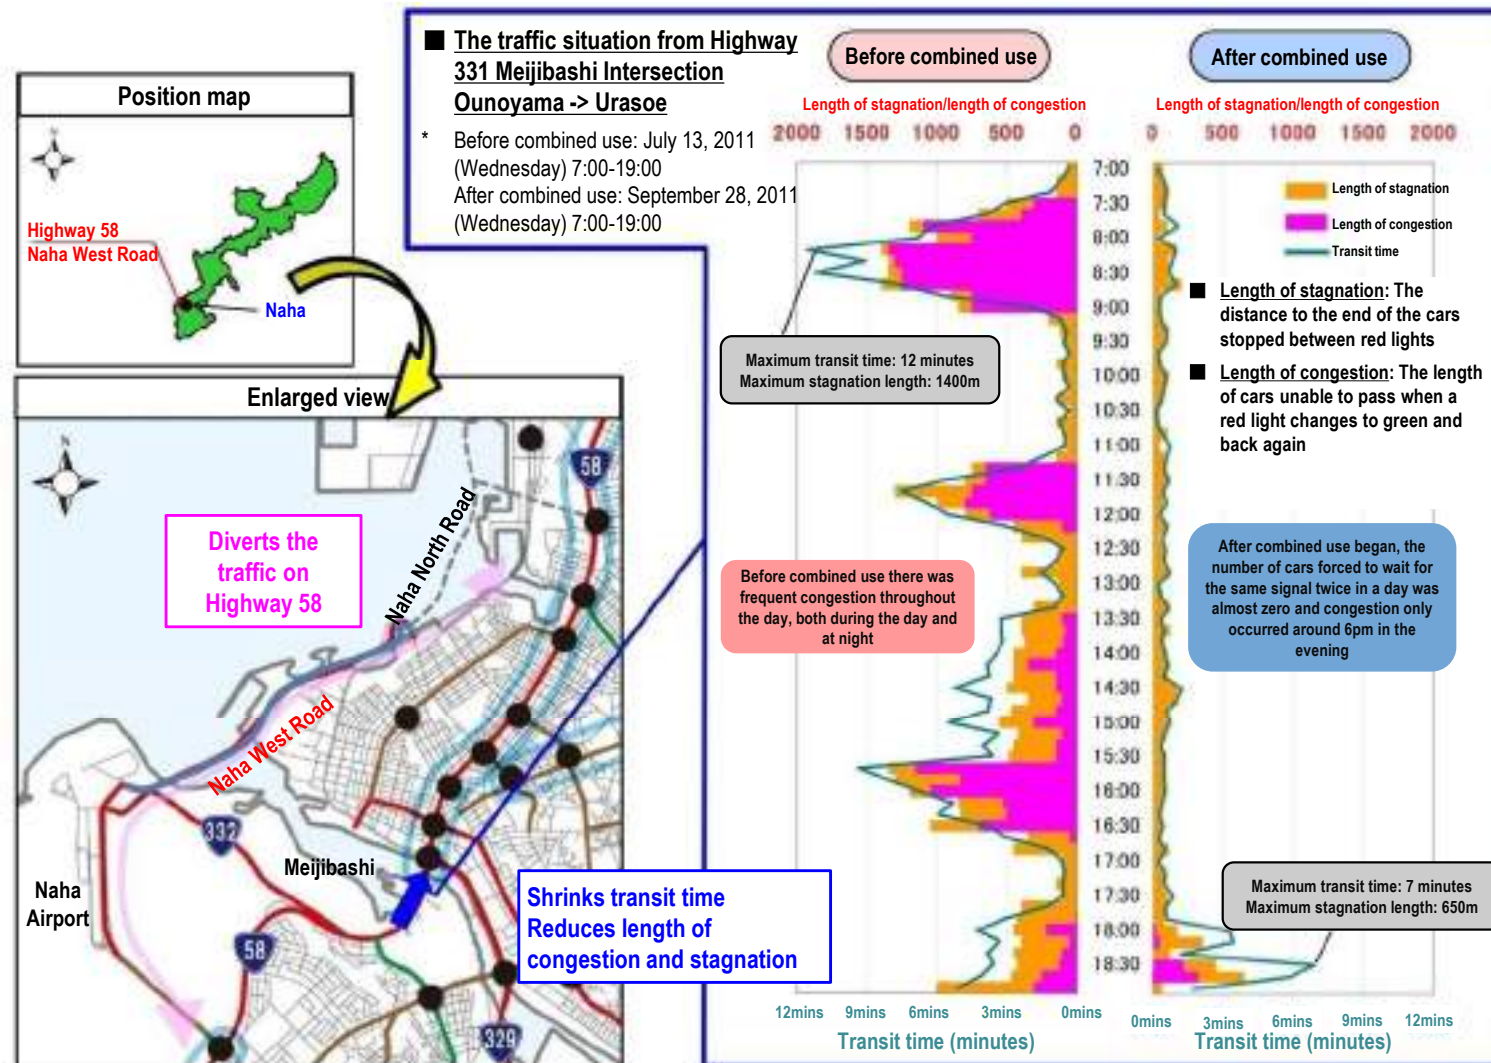 Position map
N
Highway 58
Naha West Road
Naha
Enlarged view
N
58
Diverts the
traffic on
Highway 58
Naha North Road
Naha West Road
332
Meijibashi
Naha
Airport
58
329
Shrinks transit time
Reduces length of
congestion and stagnation
■ The traffic situation from Highway
331 Meijibashi Intersection
Ounoyama -> Urasoe
* Before combined use: July 13, 2011
(Wednesday) 7:00-19:00
After combined use: September 28, 2011
(Wednesday) 7:00-19:00
Before combined use
Length of stagnation/length of congestion
2000 1500 1000 500 0
Maximum transit time: 12 minutes
Maximum stagnation length: 1400m
Before combined use there was
frequent congestion throughout
the day, both during the day and
at night
12mins 9mins 6mins 3mins 0mins
Transit time (minutes)
7:00
7:30
8:00
8:30
9:00
9:30
10:00
10:30
11:00
11:30
12:00
12:30
13:00
13:30
14:00
14:30
15:00
15:30
16:00
16:30
17:00
17:30
18:00
18:30
After combined use
Length of stagnation/length of congestion
0 500 1000 1500 2000
Length of stagnation
Length of congestion
Transit time
■ Length of stagnation: The
distance to the end of the cars
stopped between red lights
■ Length of congestion: The length
of cars unable to pass when a
red light changes to green and
back again
After combined use began, the
number of cars forced to wait for
the same signal twice in a day was
almost zero and congestion only
occurred around 6pm in the
evening
Maximum transit time: 7 minutes
Maximum stagnation length: 650m
0mins 3mins 6mins 9mins 12mins
Transit time (minutes)